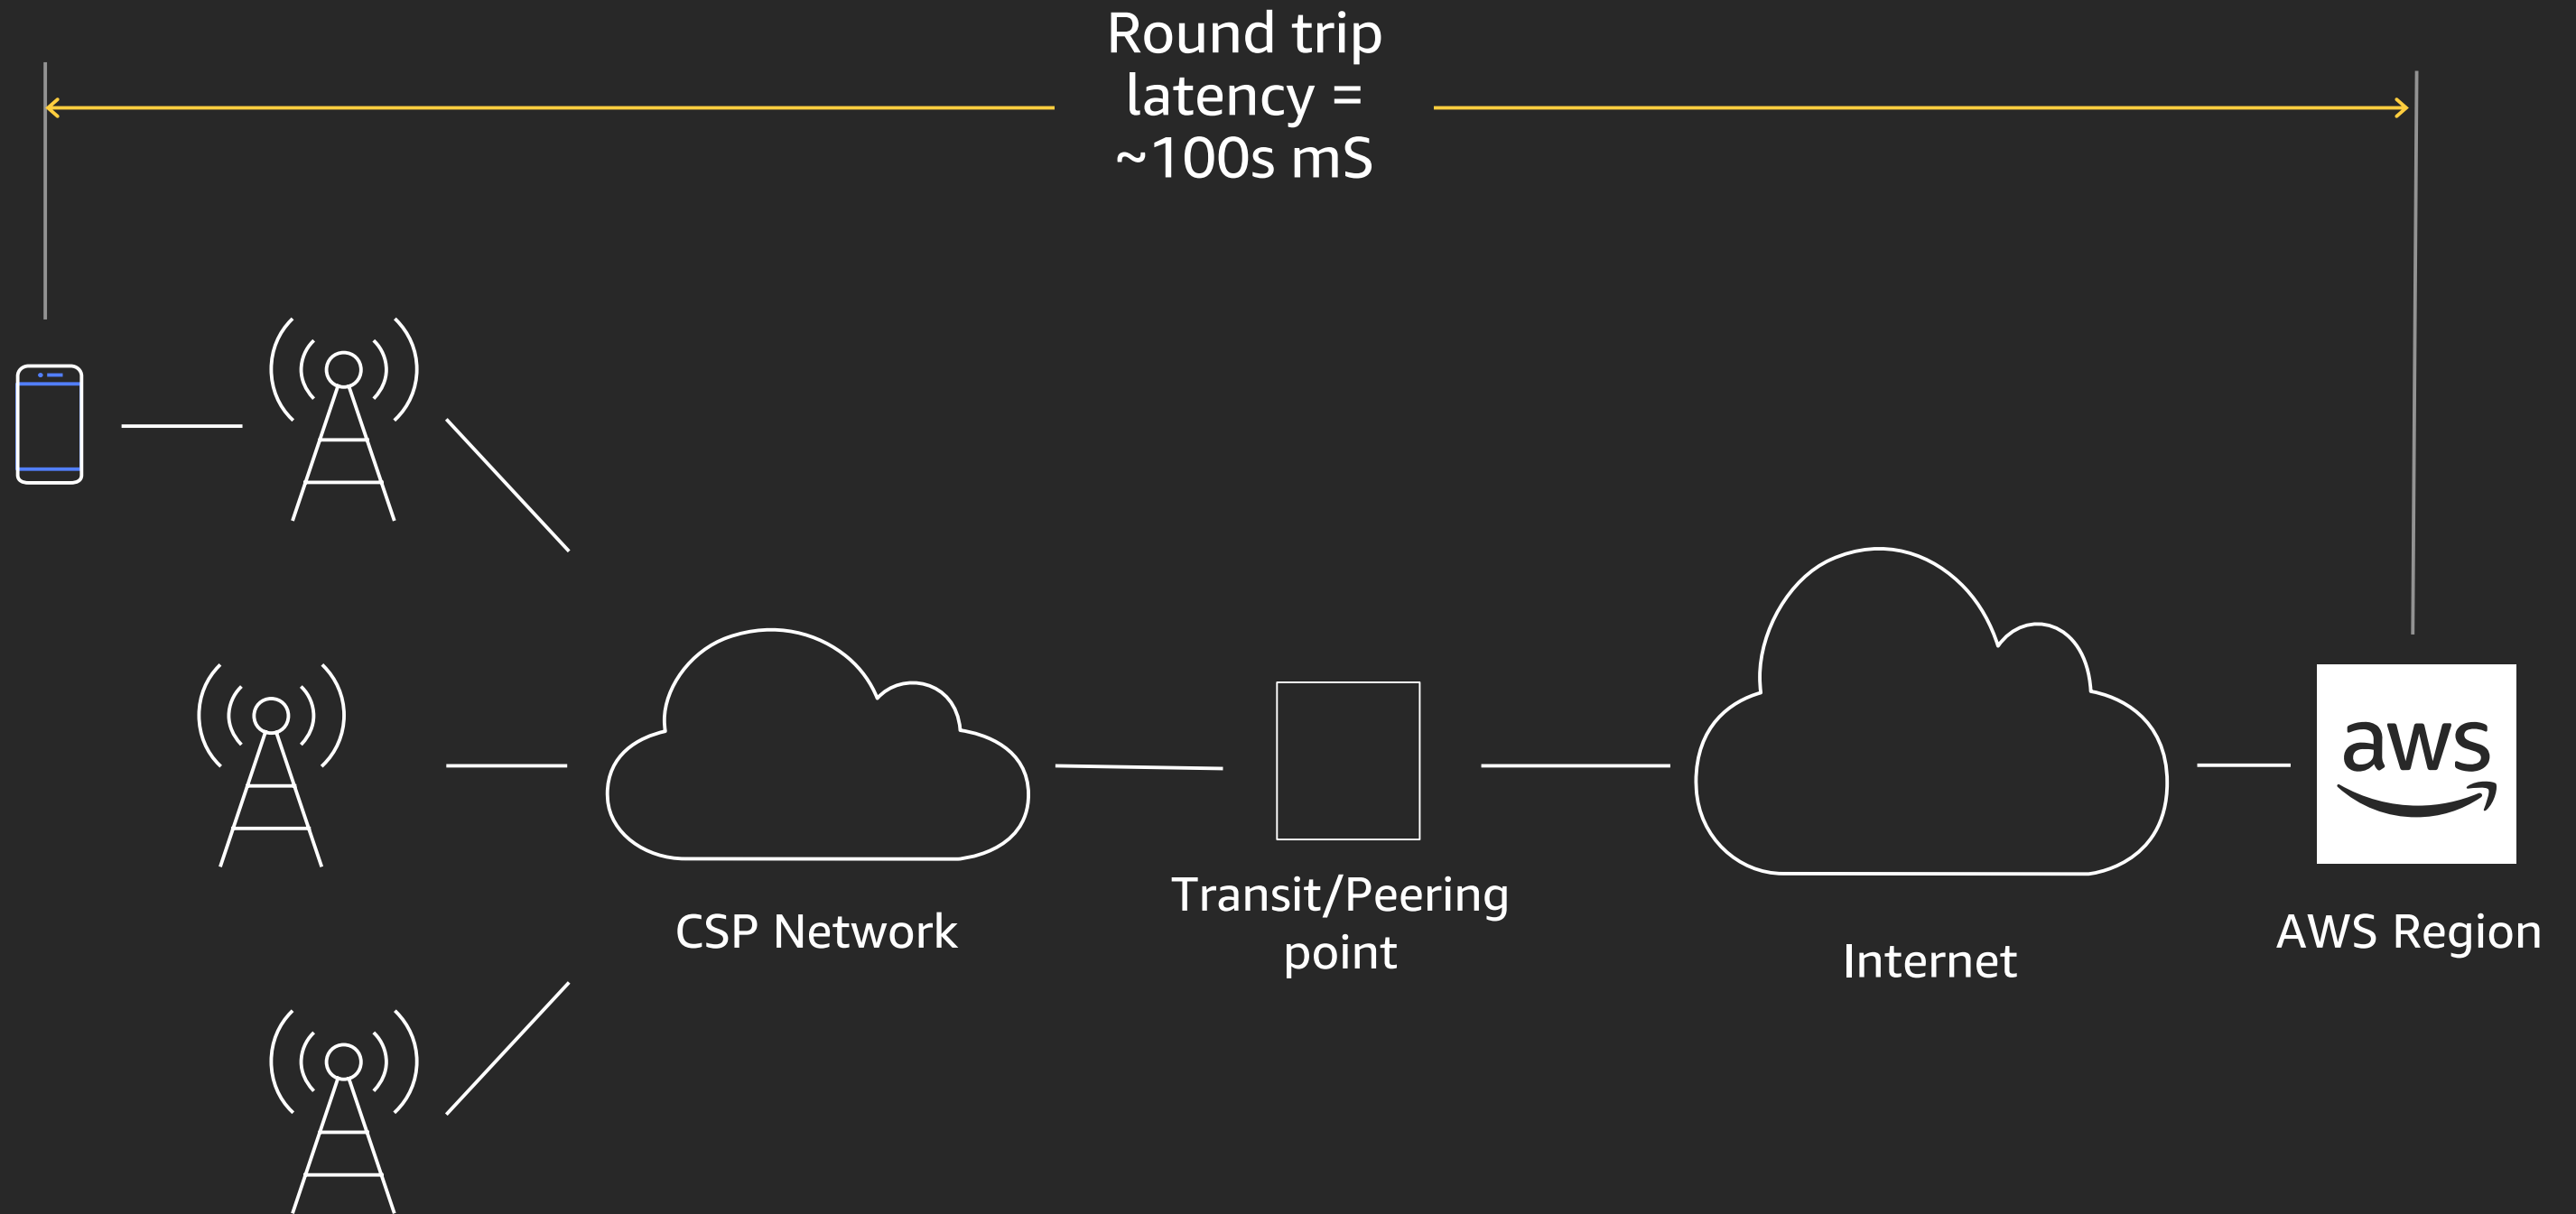 Round trip
latency =
~100s mS
CSP Network
Transit/Peering
point
Internet
aws
AWS Region